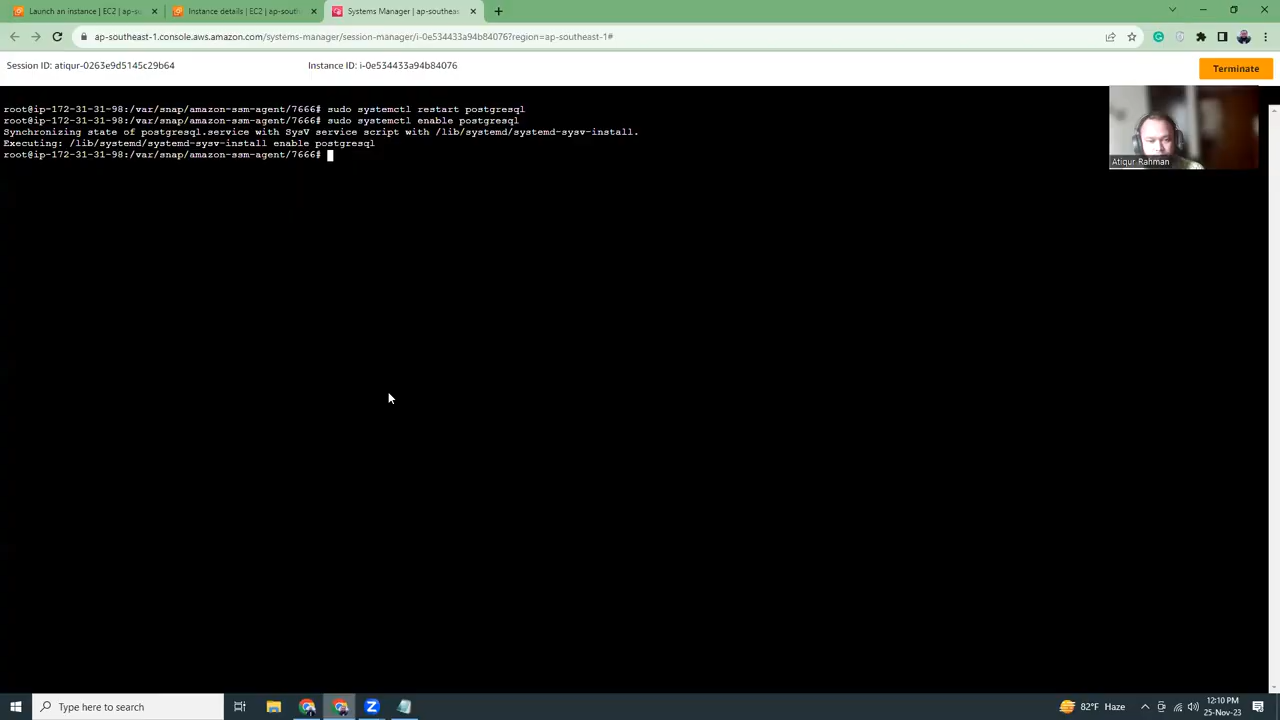 Launch an instance | EC2 | ap-so
Instance details | EC2 | ap-south
Systems Manager | ap-southeas
ap-southeast-1.console.aws.amazon.com/systems-manager/session-manager/i-0e534433a94b84076?region=ap-southeast-1#
Session ID: atiqur-0263e9d5145c29b64
Instance ID: i-0e534433a94b84076
Terminate
root@ip-172-31-31-98:/var/snap/amazon-ssm-agent/7666# sudo systemctl restart postgresql
root@ip-172-31-31-98:/var/snap/amazon-ssm-agent/7666# sudo systemctl enable postgresql
Synchronizing state of postgresql.service with SysV service script with /lib/systemd/systemd-sysv-install.
Executing: /lib/systemd/systemd-sysv-install enable postgresql
root@ip-172-31-31-98:/var/snap/amazon-ssm-agent/7666#
Atiqur Rahman
Type here to search
82°F Haze
12:10 PM
25-Nov-23